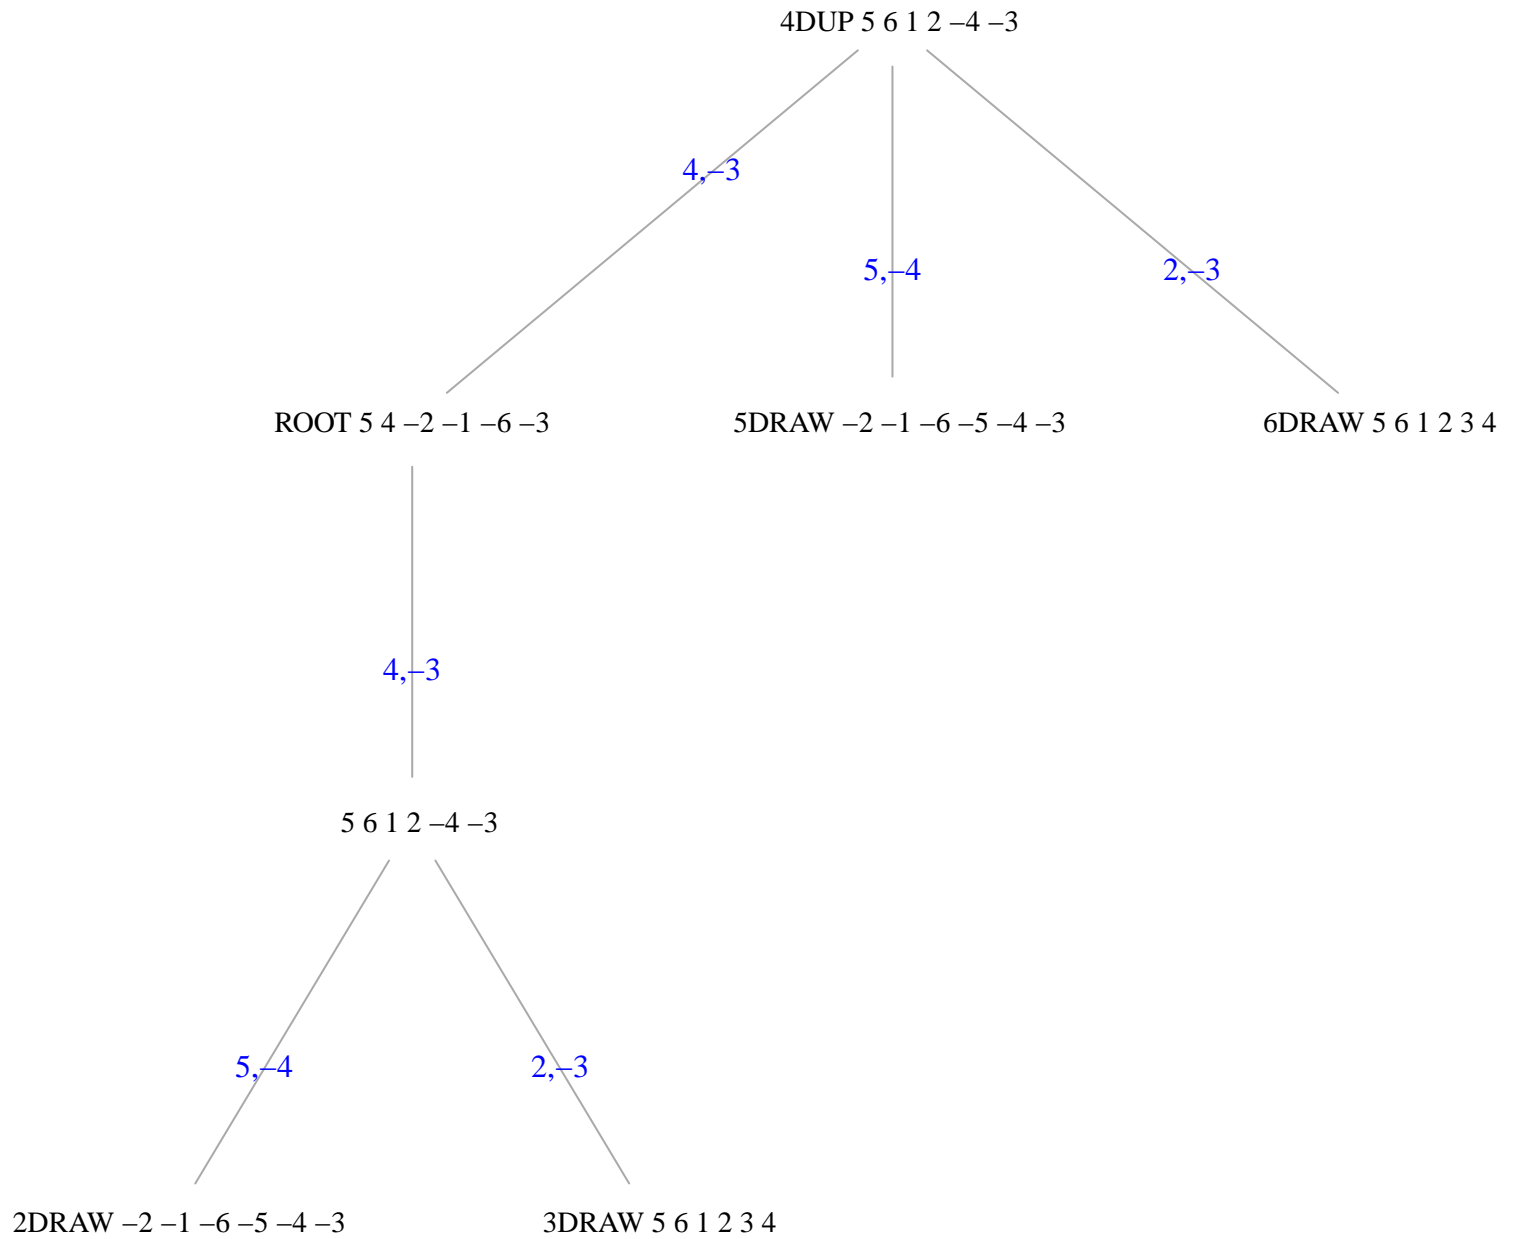 4DUP 5 6 1 2 –4 –3
4,–3
5,–4
2,–3
ROOT 5 4 –2 –1 –6 –3
5DRAW –2 –1 –6 –5 –4 –3
6DRAW 5 6 1 2 3 4
4,–3
5 6 1 2 –4 –3
5,–4
2,–3
2DRAW –2 –1 –6 –5 –4 –3
3DRAW 5 6 1 2 3 4